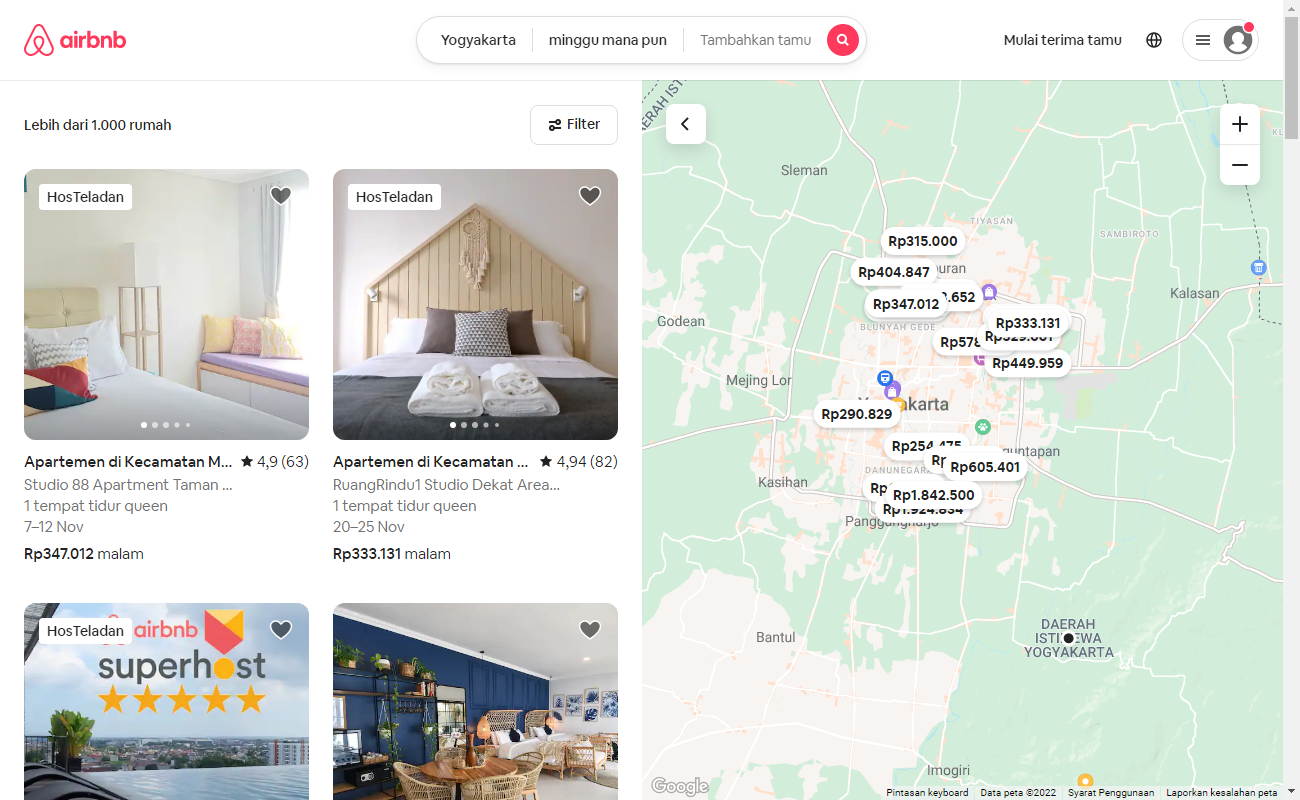 airbnb
Yogyakarta
minggu mana pun
Tambahkan tamu
Mulai terima tamu
Lebih dari 1.000 rumah
Filter
HosTeladan
Apartemen di Kecamatan M...
4,9 (63)
Studio 88 Apartment Taman ...
1 tempat tidur queen
7–12 Nov
Rp347.012 malam
HosTeladan
Apartemen di Kecamatan ...
4,94 (82)
RuangRindu1 Studio Dekat Area...
1 tempat tidur queen
20–25 Nov
Rp333.131 malam
HosTeladan
airbnb
superhost
Sleman
TIYASAN
SAMBIROTO
Rp315.000
Rp404.847
Rp347.012
Kalasan
Godean
Rp333.131
BLUNYAH GEDE
Rp449.959
Mejing Lor
Rp290.829
Rp254.475
DANUNEGARAN
Rp605.401
Kasihan
Rp1.842.500
Rp1.924.834
Panggungharjo
Bantul
DAERAH
ISTIMEWA
YOGYAKARTA
Imogiri
Google
Pintasan keyboard
Data peta ©2022
Syarat Penggunaan
Laporkan kesalahan peta